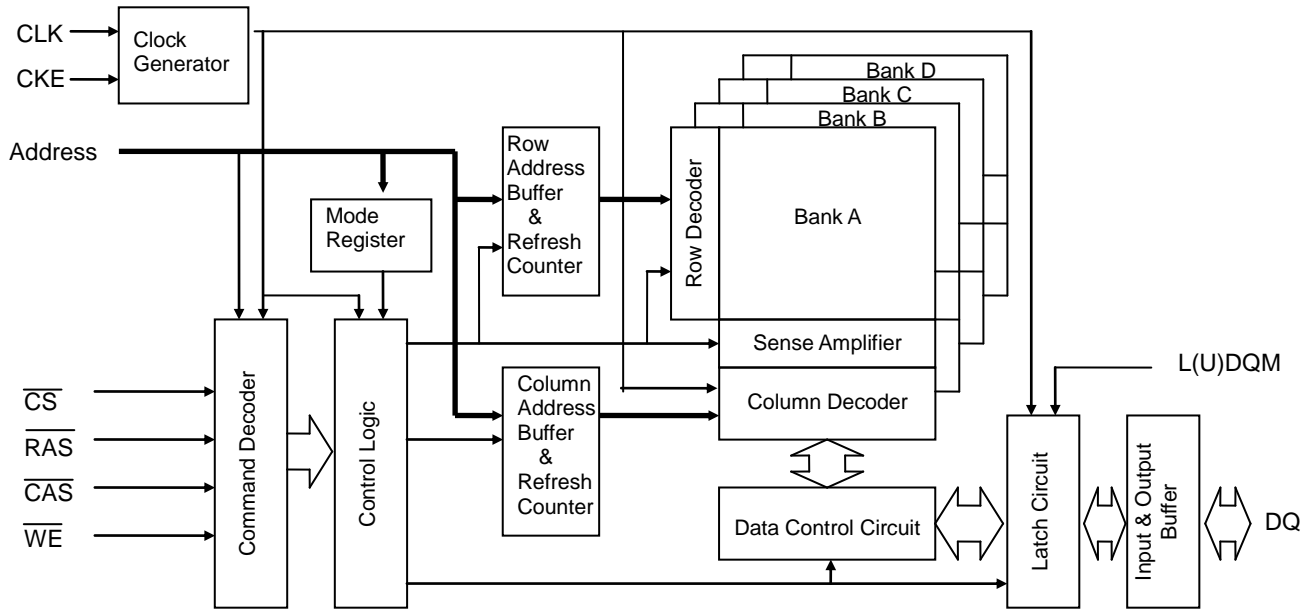 CLK
CKE
Clock
Generator
Address
Mode
Register
Row
Address
Buffer
&
Refresh
Counter
Bank D
Bank C
Bank B
Bank A
Row Decoder
Sense Amplifier
Column Decoder
Column
Address
Buffer
&
Refresh
Counter
CS
RAS
CAS
WE
Command Decoder
Control Logic
Data Control Circuit
L(U)DQM
Latch Circuit
Input & Output
Buffer
DQ